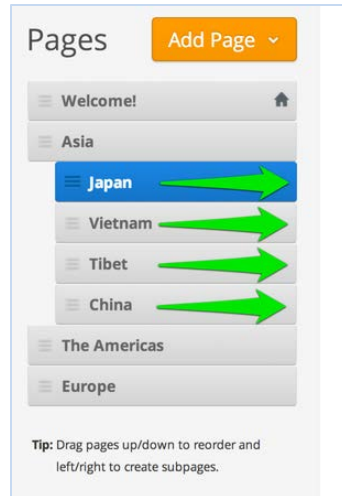 Pages
Add Page
Welcome!
Asia
Japan
Vietnam
Tibet
China
The Americas
Europe
Tip: Drag pages up/down to reorder and
left/right to create subpages.